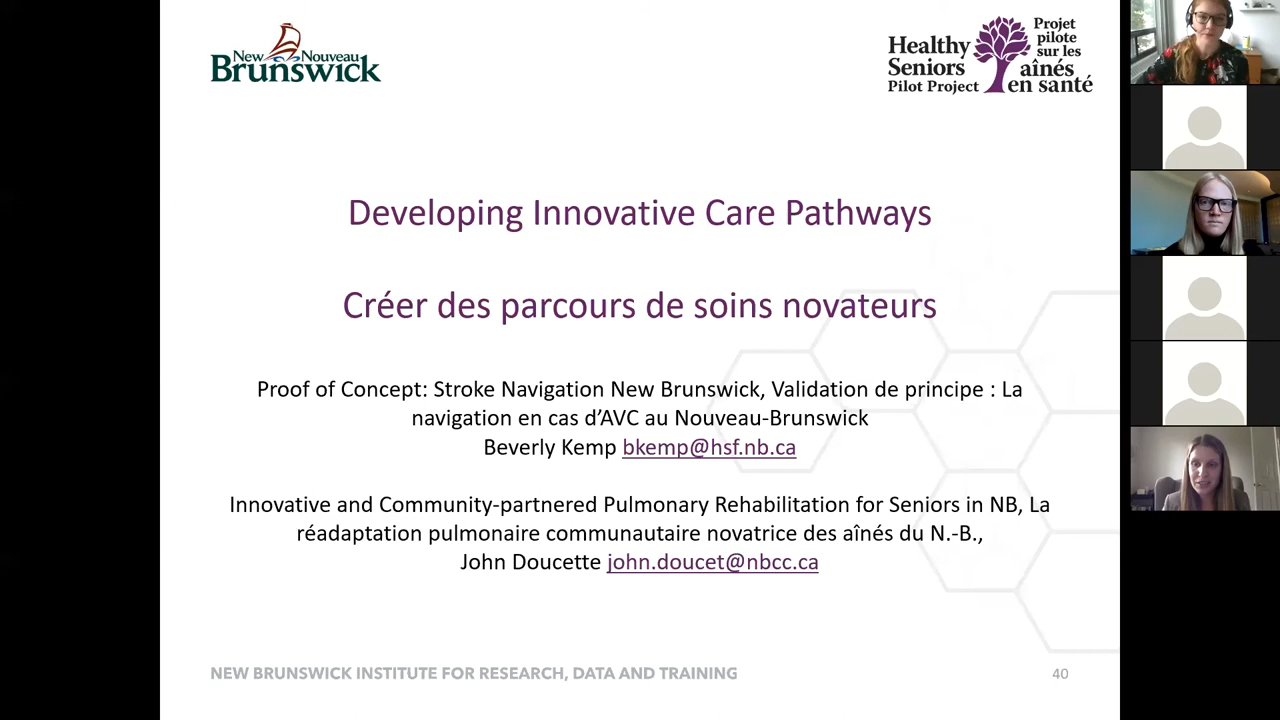 New Nouveau
Brunswick
Healthy
Seniors
Pilot Project
Projet
pilote
sur les
aînés
en santé
Developing Innovative Care Pathways
Créer des parcours de soins novateurs
Proof of Concept: Stroke Navigation New Brunswick, Validation de principe : La
navigation en cas d’AVC au Nouveau-Brunswick
Beverly Kemp bkemp@hsf.nb.ca
Innovative and Community-partnered Pulmonary Rehabilitation for Seniors in NB, La
réadaptation pulmonaire communautaire novatrice des aînés du N.-B.,
John Doucette john.doucet@nbcc.ca
NEW BRUNSWICK INSTITUTE FOR RESEARCH, DATA AND TRAINING
40